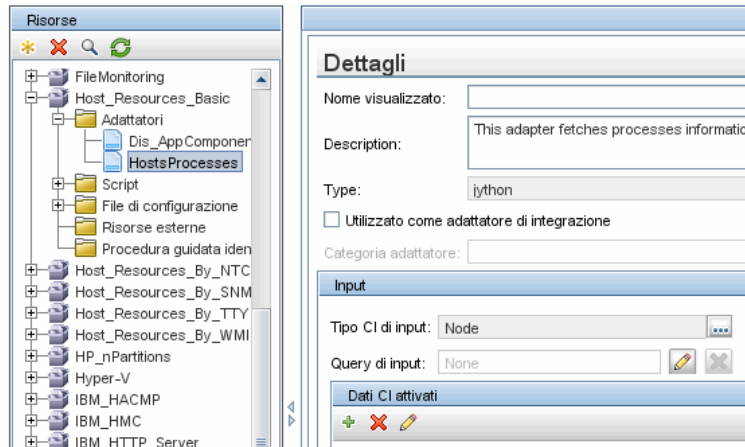 Risorse
FileMonitoring
Host_Resources_Basic
Adattatori
Dis_AppComponen
HostsProcesses
Script
File di configurazione
Risorse esterne
Procedura guidata iden
Host_Resources_By_NTC
Host_Resources_By_SNM
Host_Resources_By_TTY
Host_Resources_By_WMI
HP_nPartitions
Hyper-V
IBM_HACMP
IBM_HMC
IBM_HTTP_Server
Dettagli
Nome visualizzato:
Description:
This adapter fetches processes informatio
Type:
jython
Utilizzato come adattatore di integrazione
Categoria adattatore:
Input
Tipo CI di input:
Node
Query di input:
None
Dati CI attivati